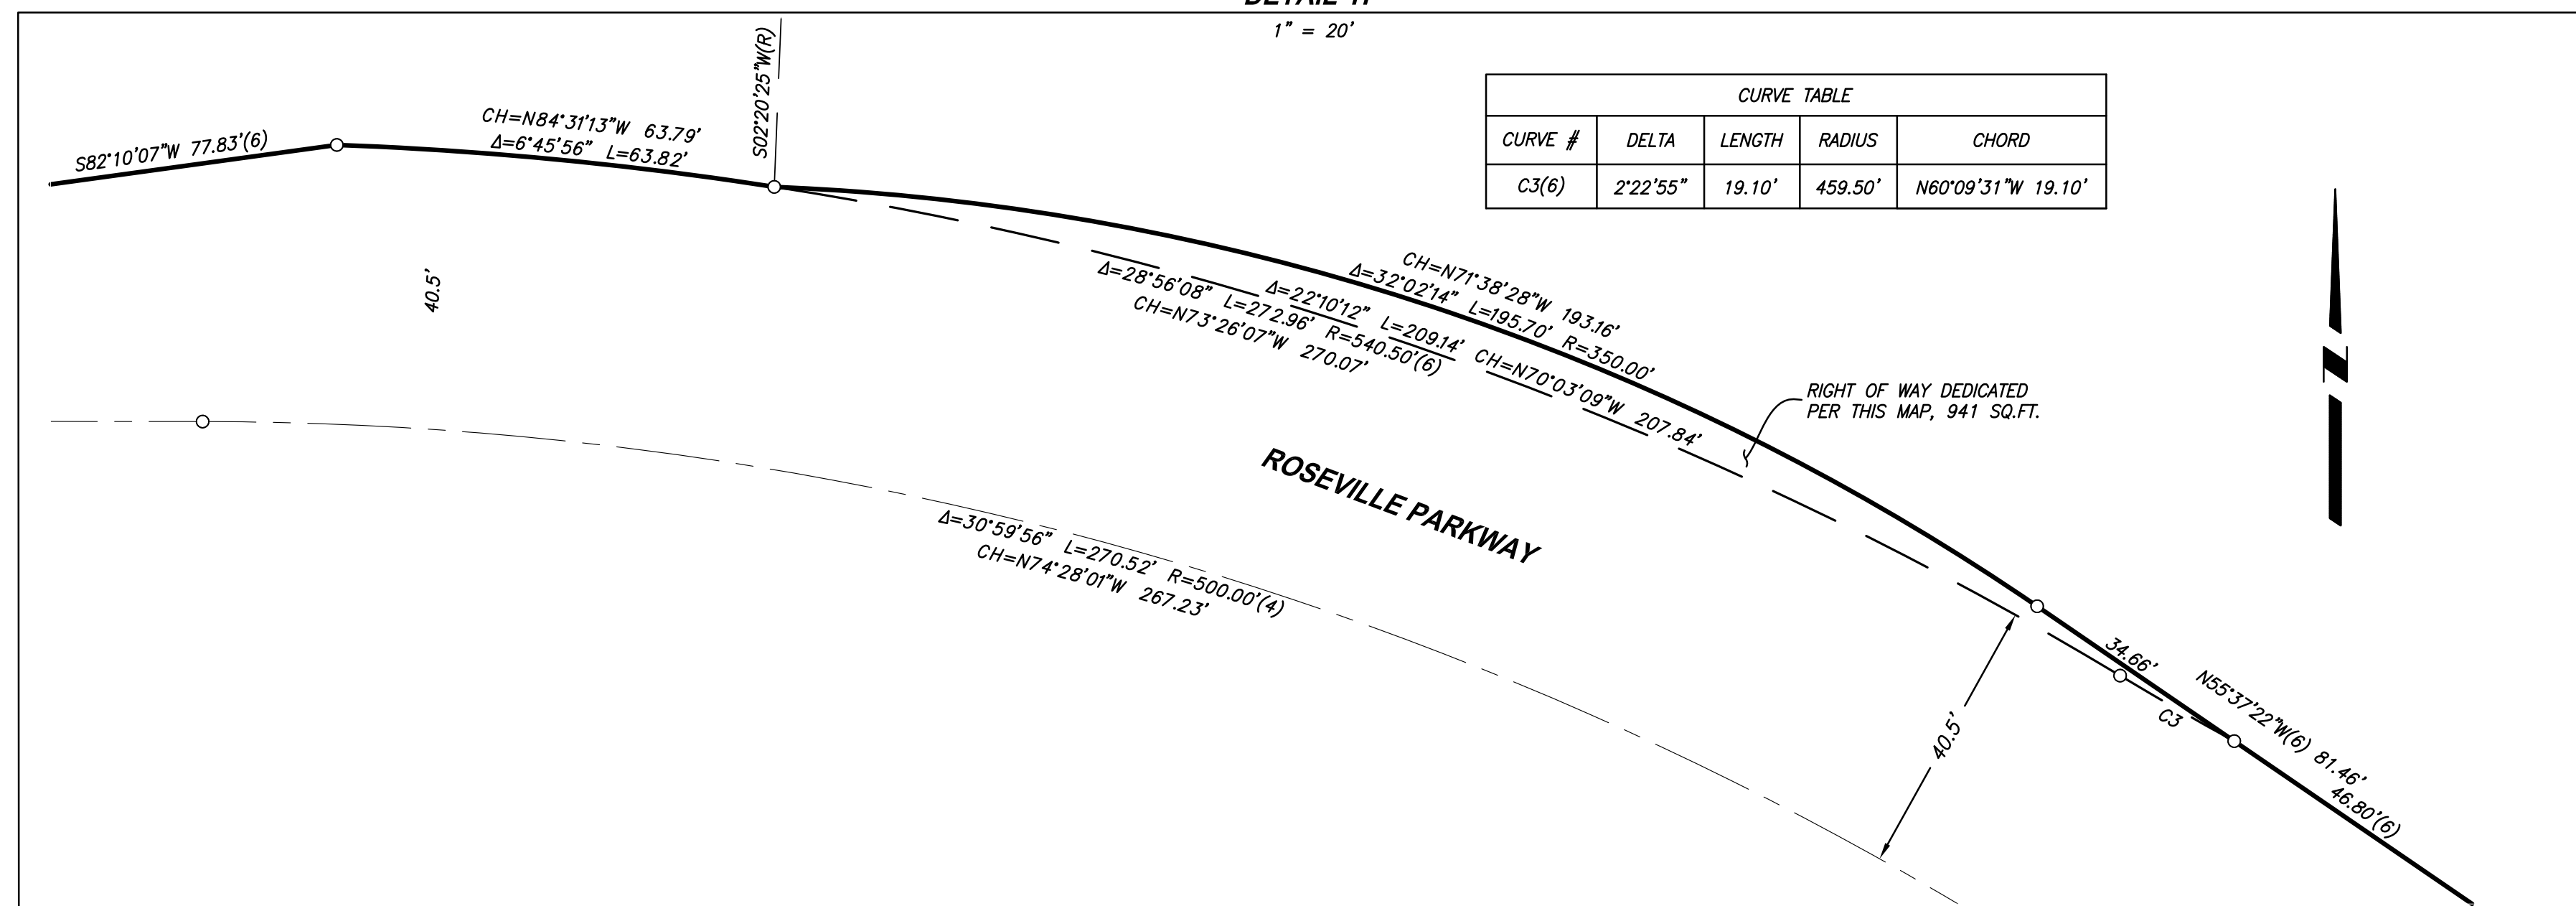 1" = 20'
S02°20'25"W(R)
CURVE TABLE
CURVE # DELTA LENGTH RADIUS CHORD
C3(6) 2°22'55" 19.10' 459.50' N60°09'31"W 19.10'
S82°10'07"W 77.83'(6)
CH=N84°31'13"W 63.79'
Δ=6°45'56" L=63.82'
40.5'
CH=N71°38'28"W 193.16'
Δ=32°02'14" L=195.70' R=350.00'
Δ=22°10'12" L=209.14' CH=N70°03'09"W 207.84'
Δ=28°56'08" L=272.96' R=540.50'(6)
CH=N73°26'07"W 270.07'
RIGHT OF WAY DEDICATED
PER THIS MAP, 941 SQ.FT.
N
ROSEVILLE PARKWAY
Δ=30°59'56" L=270.52' R=500.00'(4)
CH=N74°28'01"W 267.23'
40.5'
34.66'
C3
N55°37'22"W(6) 81.46'
46.80'(6)